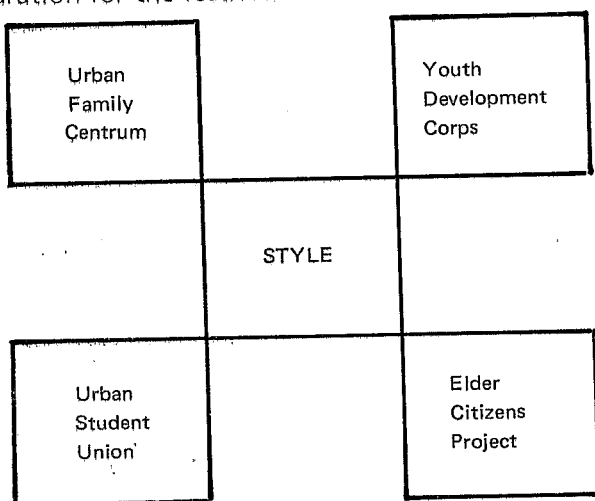 Urban
Family
Centrum
Youth
Development
Corps
STYLE
Urban
Student
Union
Elder
Citizens
Project